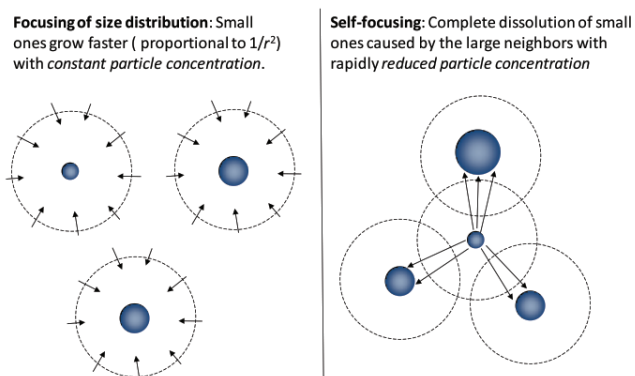 Focusing of size distribution: Small
ones grow faster ( proportional to 1/r²)
with constant particle concentration.
Self-focusing: Complete dissolution of small
ones caused by the large neighbors with
rapidly reduced particle concentration